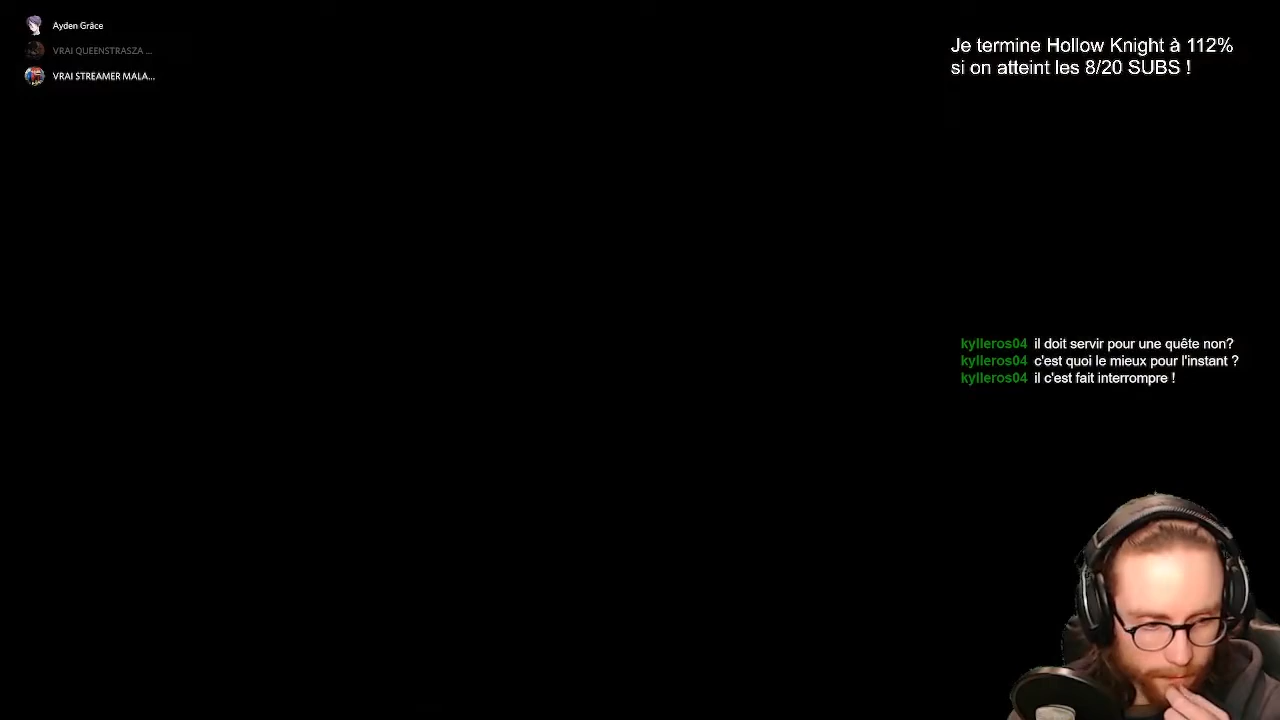 Ayden Grâce
VRAI QUEENSTRASZA ...
VRAI STREAMER MALA...
Je termine Hollow Knight à 112%
si on atteint les 8/20 SUBS !
kylleros04 il doit servir pour une quête non?
kylleros04 c'est quoi le mieux pour l'instant ?
kylleros04 il c'est fait interrompre !